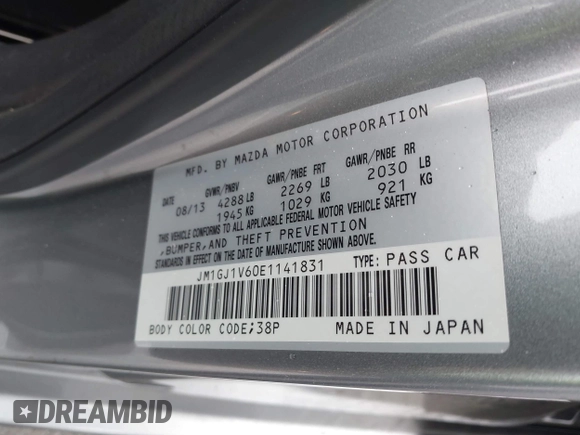 MFD. BY MAZDA MOTOR CORPORATION
DATE GVWR/PNBV GAWR/PNBE FRT GAWR/PNBE RR
08/13 4288 LB 2269 LB 2030 LB
1945 KG 1029 KG 921 KG
THIS VEHICLE CONFORMS TO ALL APPLICABLE FEDERAL MOTOR VEHICLE SAFETY
,BUMPER,AND THEFT PREVENTION
STANDARDS IN EFFECT ON THE DATE OF MANUFACTURE SHOWN ABOVE.
JM1GJ1V60E1141831 TYPE: PASS CAR
BODY COLOR CODE;38P MADE IN JAPAN
DREAMBID